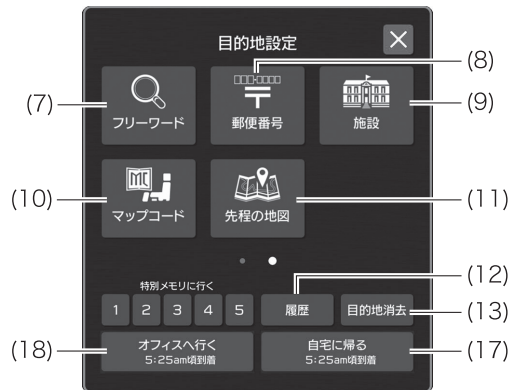 目的地設定
(8)
(7)
フリーワード
郵便番号
施設
(9)
(10)
MC
マップコード
先程の地図
(11)
特別メモリに行く
(12)
1 2 3 4 5
履歴
目的地消去
(13)
(18)
オフィスへ行く
5:25am頃到着
自宅に帰る
5:25am頃到着
(17)